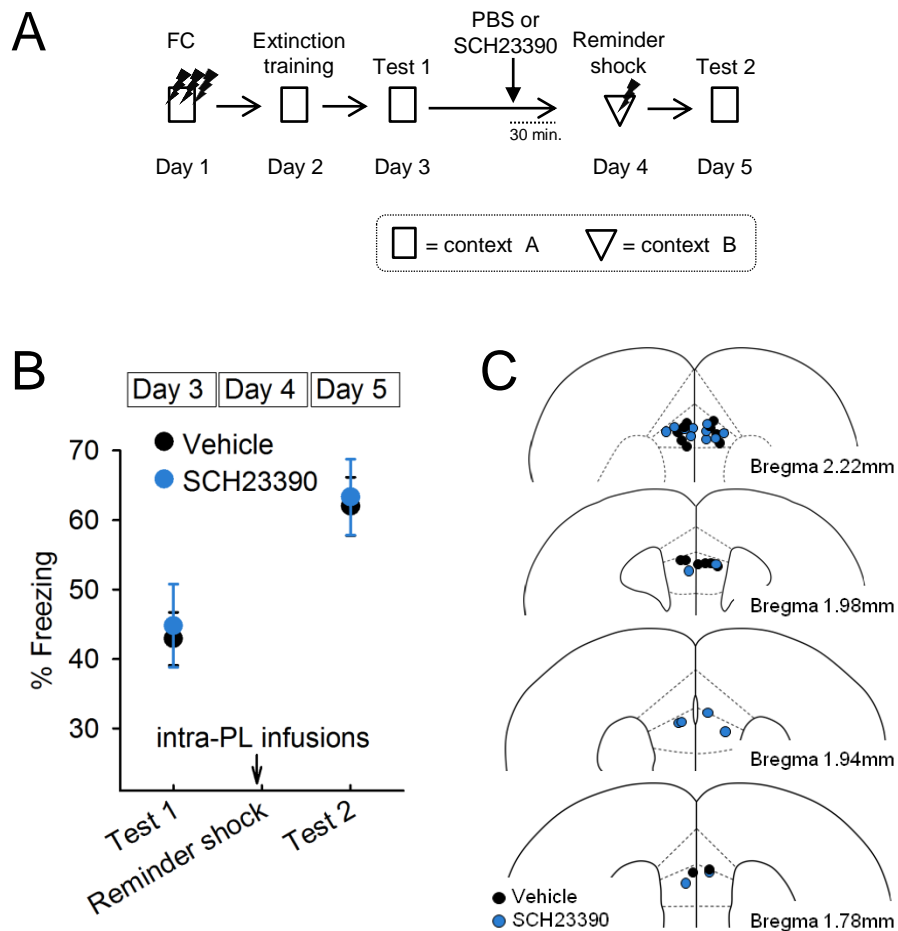 A
FC
Extinction
training
Test 1
PBS or
SCH23390
Reminder
shock
Test 2
30 min.
Day 1
Day 2
Day 3
Day 4
Day 5
= context A
= context B
B
Day 3
Day 4
Day 5
Vehicle
SCH23390
70
60
50
40
30
% Freezing
intra-PL infusions
Test 1
Reminder shock
Test 2
C
Bregma 2.22mm
Bregma 1.98mm
Bregma 1.94mm
Bregma 1.78mm
Vehicle
SCH23390